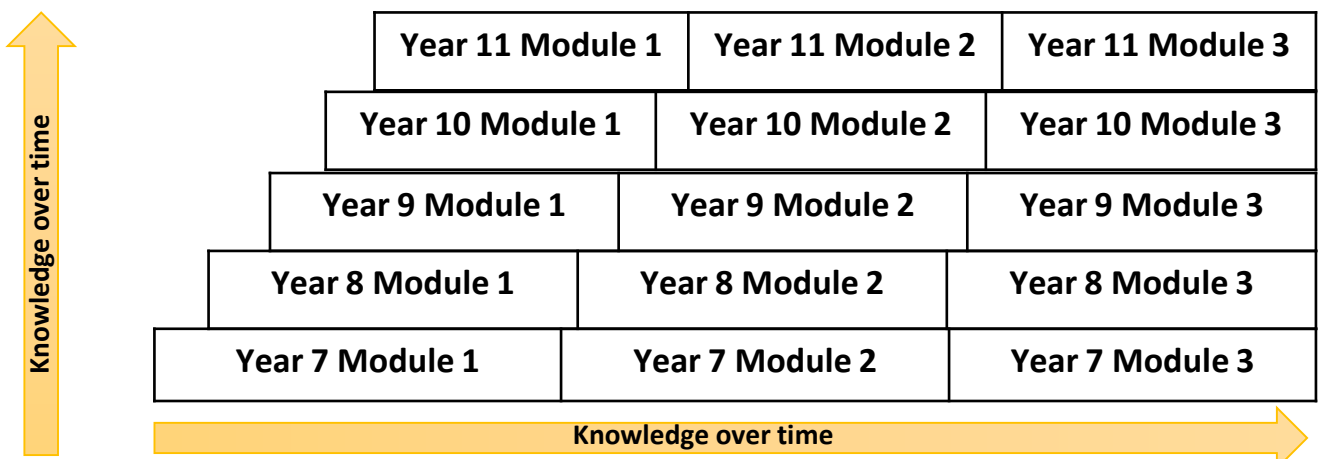 Knowledge over time
Year 11 Module 1
Year 11 Module 2
Year 11 Module 3
Year 10 Module 1
Year 10 Module 2
Year 10 Module 3
Year 9 Module 1
Year 9 Module 2
Year 9 Module 3
Year 8 Module 1
Year 8 Module 2
Year 8 Module 3
Year 7 Module 1
Year 7 Module 2
Year 7 Module 3
Knowledge over time